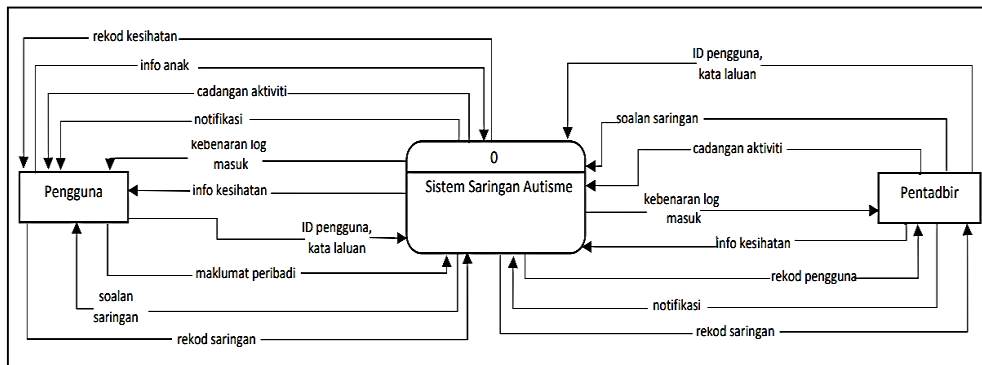 rekod kesihatan
info anak
cadangan aktiviti
notifikasi
kebenaran log
masuk
info kesihatan
Pengguna
ID pengguna,
kata laluan
maklumat peribadi
soalan
saringan
rekod saringan
0
Sistem Saringan Autisme
ID pengguna,
kata laluan
soalan saringan
cadangan aktiviti
kebenaran log
masuk
Pentadbir
info kesihatan
rekod pengguna
notifikasi
rekod saringan